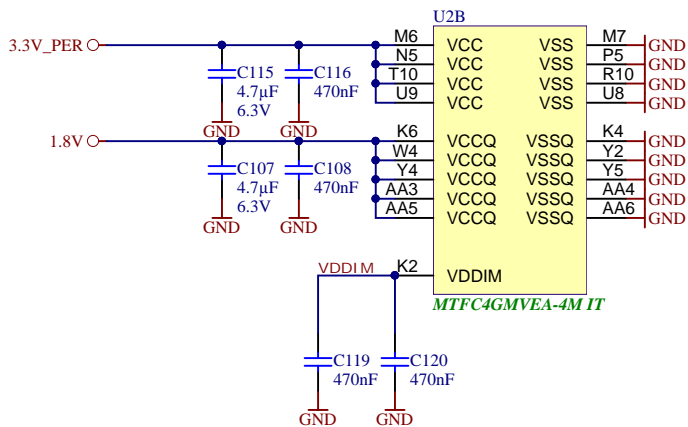 U2B
3.3V_PER
M6 VCC VSS M7 GND
N5 VCC VSS P5 GND
T10 VCC VSS R10 GND
U9 VCC VSS U8 GND
C115
4.7µF
6.3V
C116
470nF
GND GND
1.8V
K6 VCCQ VSSQ K4 GND
W4 VCCQ VSSQ Y2 GND
Y4 VCCQ VSSQ Y5 GND
AA3 VCCQ VSSQ AA4 GND
AA5 VCCQ VSSQ AA6 GND
C107
4.7µF
6.3V
C108
470nF
GND GND
VDDIM K2 VDDIM
MTFC4GMVEA-4M IT
C119
470nF
C120
470nF
GND GND